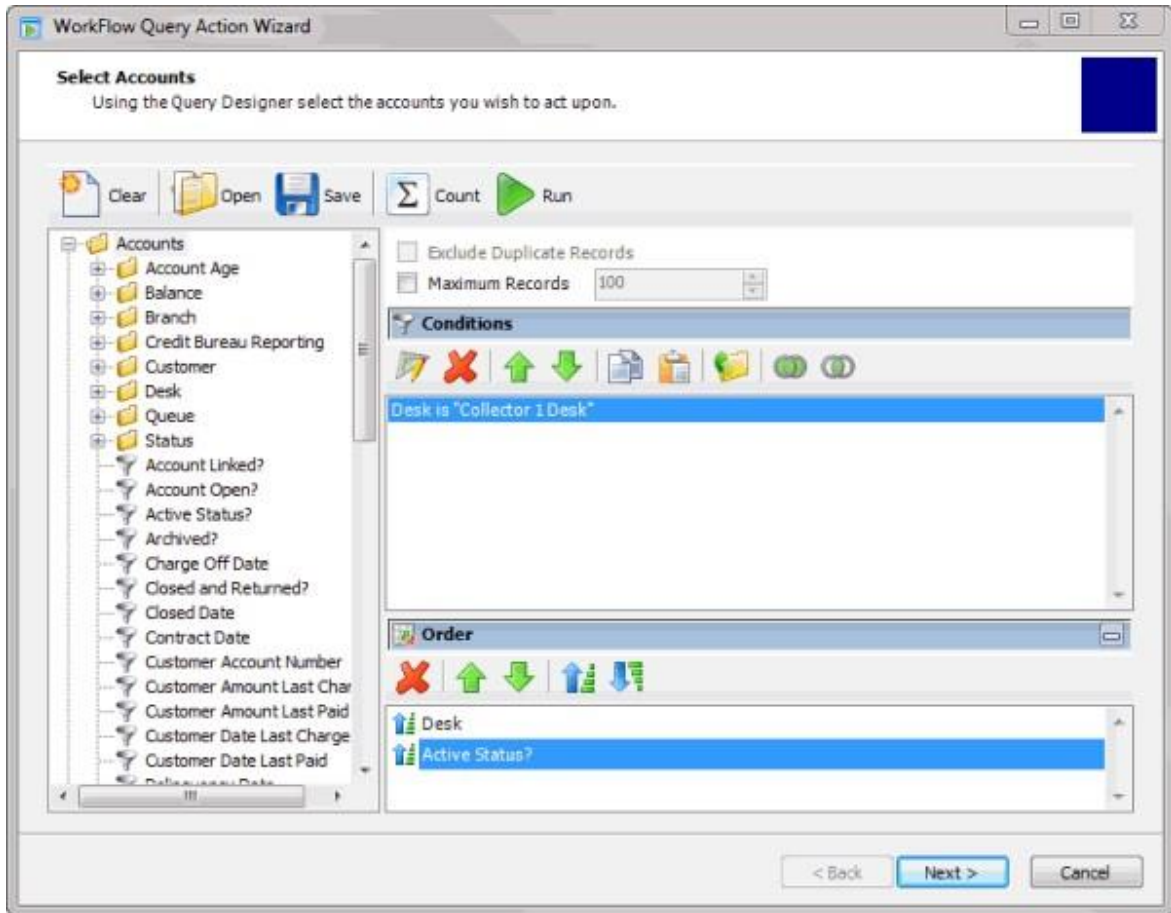 WorkFlow Query Action Wizard
Select Accounts
Using the Query Designer select the accounts you wish to act upon.
Clear Open Save Σ Count Run
Accounts
Account Age
Balance
Branch
Credit Bureau Reporting
Customer
Desk
Queue
Status
Account Linked?
Account Open?
Active Status?
Archived?
Charge Off Date
Closed and Returned?
Closed Date
Contract Date
Customer Account Number
Customer Amount Last Char
Customer Amount Last Paid
Customer Date Last Charge
Customer Date Last Paid
Delinquency Date
Exclude Duplicate Records
Maximum Records 100
Conditions
Desk is "Collector 1 Desk"
Order
Desk
Active Status?
< Back Next > Cancel